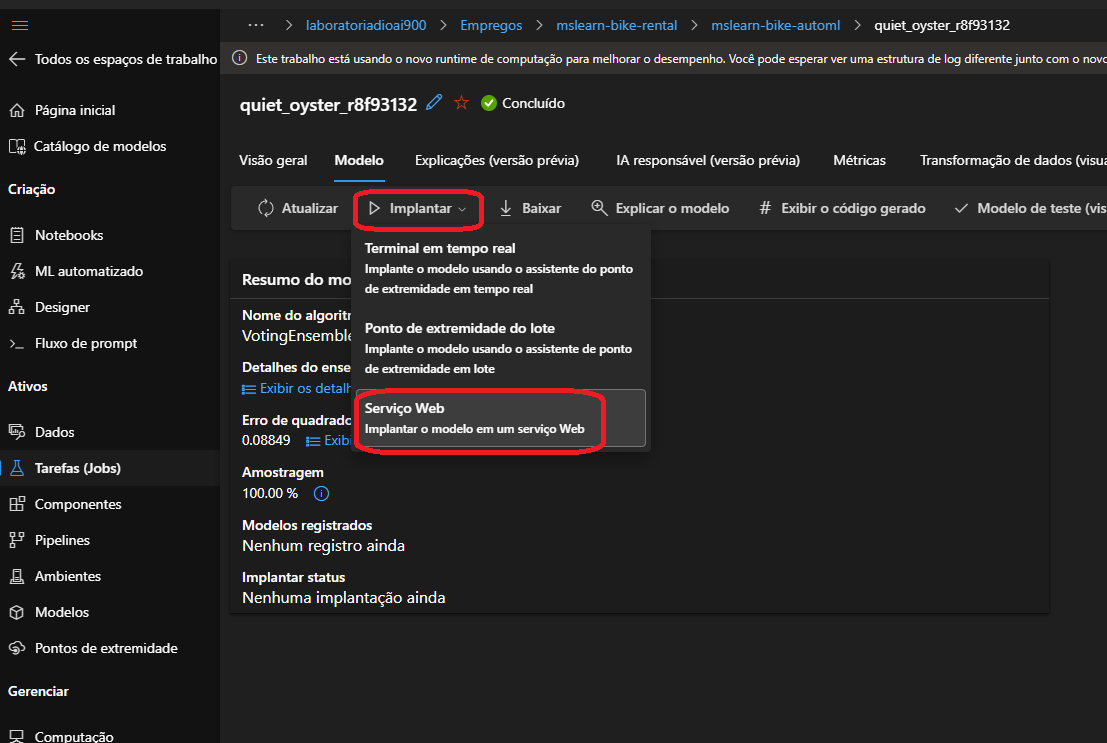 ··· > laboratoriadioai900 > Empregos > mslearn-bike-rental > mslearn-bike-automl > quiet_oyster_r8f93132
Todos os espaços de trabalho
Este trabalho está usando o novo runtime de computação para melhorar o desempenho. Você pode esperar ver uma estrutura de log diferente junto com o novo
quiet_oyster_r8f93132 Concluído
Página inicial
Catálogo de modelos
Criação
Notebooks
ML automatizado
Designer
Fluxo de prompt
Ativos
Dados
Tarefas (Jobs)
Componentes
Pipelines
Ambientes
Modelos
Pontos de extremidade
Gerenciar
Computação
Visão geral Modelo Explicações (versão prévia) IA responsável (versão prévia) Métricas Transformação de dados (visua
Atualizar Implantar Baixar Explicar o modelo # Exibir o código gerado Modelo de teste (vis
Terminal em tempo real
Implante o modelo usando o assistente do ponto
de extremidade em tempo real
Ponto de extremidade do lote
Implante o modelo usando o assistente de ponto
de extremidade em lote
Serviço Web
Implantar o modelo em um serviço Web
Resumo do mo
Nome do algoritm
VotingEnsemble
Detalhes do ense
Exibir os detalh
Erro de quadrado
0.08849 Exib
Amostragem
100.00 %
Modelos registrados
Nenhum registro ainda
Implantar status
Nenhuma implantação ainda